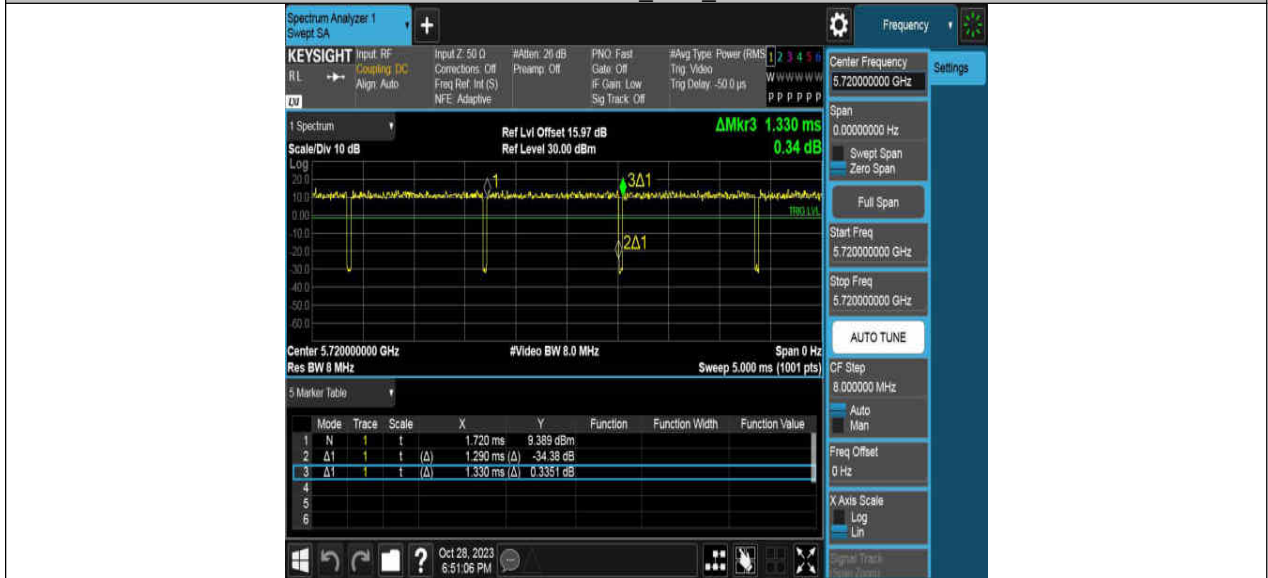 Spectrum Analyzer 1
Swept SA
+
Frequency
KEYSIGHT
RL
LXI
Input: RF
Coupling: DC
Align: Auto
Input Z: 50 Ω
Corrections: Off
Freq Ref: Int (S)
NFE: Adaptive
#Atten: 26 dB
Preamp: Off
PNO: Fast
Gate: Off
IF Gain: Low
Sig Track: Off
#Avg Type: Power (RMS
Trig: Video
Trig Delay: -50.0 µs
1 2 3 4 5 6
W W W W W W
P P P P P P
Center Frequency
5.720000000 GHz
Settings
Span
0.00000000 Hz
Swept Span
Zero Span
Full Span
Start Freq
5.720000000 GHz
Stop Freq
5.720000000 GHz
AUTO TUNE
CF Step
8.000000 MHz
Auto
Man
Freq Offset
0 Hz
X Axis Scale
Log
Lin
Signal Track
(Span Zoom)
1 Spectrum
Scale/Div 10 dB
Ref Lvl Offset 15.97 dB
Ref Level 30.00 dBm
ΔMkr3 1.330 ms
0.34 dB
Log
20.0
10.0
0.00
-10.0
-20.0
-30.0
-40.0
-50.0
-60.0
1
3Δ1
2Δ1
TRIG LVL
Center 5.720000000 GHz
#Video BW 8.0 MHz
Span 0 Hz
Res BW 8 MHz
Sweep 5.000 ms (1001 pts)
5 Marker Table
Mode Trace Scale X Y Function Function Width Function Value
1 N 1 t 1.720 ms 9.389 dBm
2 Δ1 1 t (Δ) 1.290 ms (Δ) -34.38 dB
3 Δ1 1 t (Δ) 1.330 ms (Δ) 0.3351 dB
4
5
6
?
Oct 28, 2023
6:51:06 PM